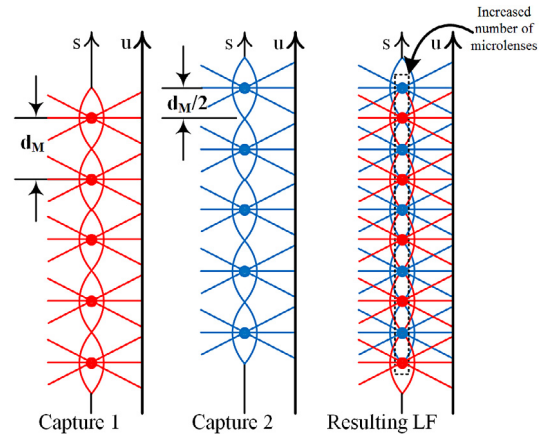 Increased
number of
microlenses
s
u
s
u
s
u
d_M
d_M/2
Capture 1
Capture 2
Resulting LF